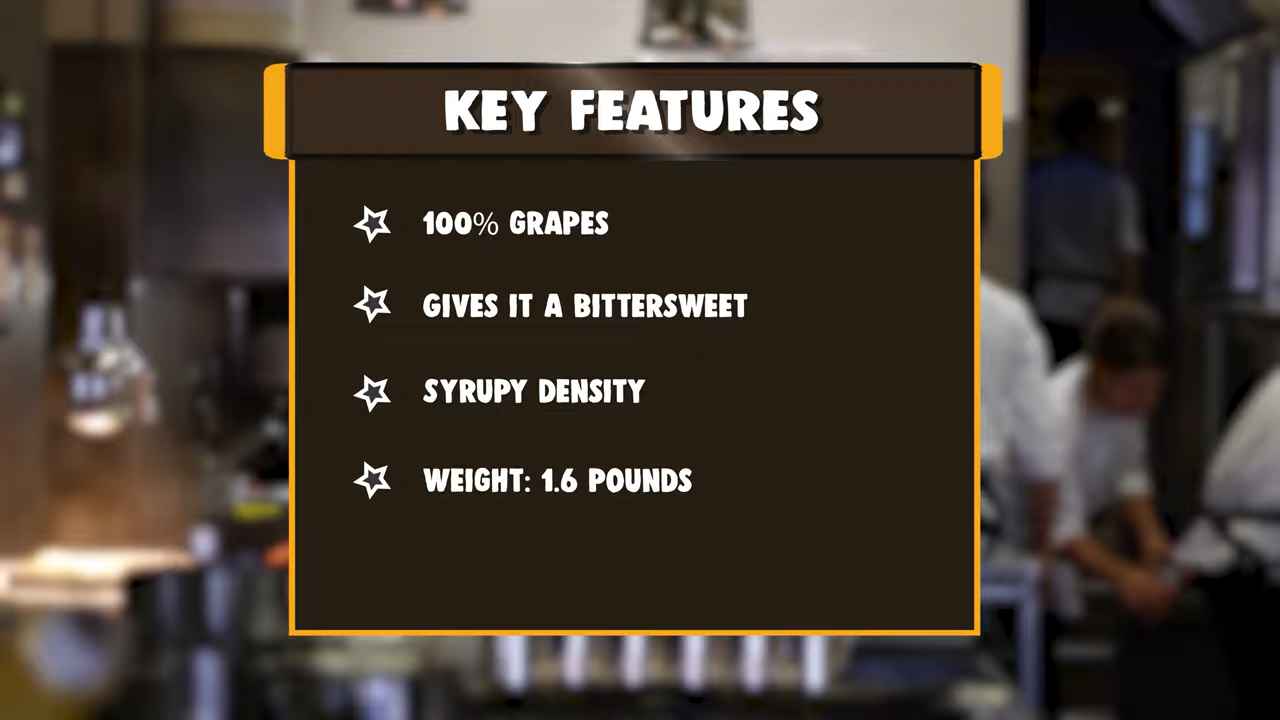 KEY FEATURES
100% GRAPES
GIVES IT A BITTERSWEET
SYRUPY DENSITY
WEIGHT: 1.6 POUNDS